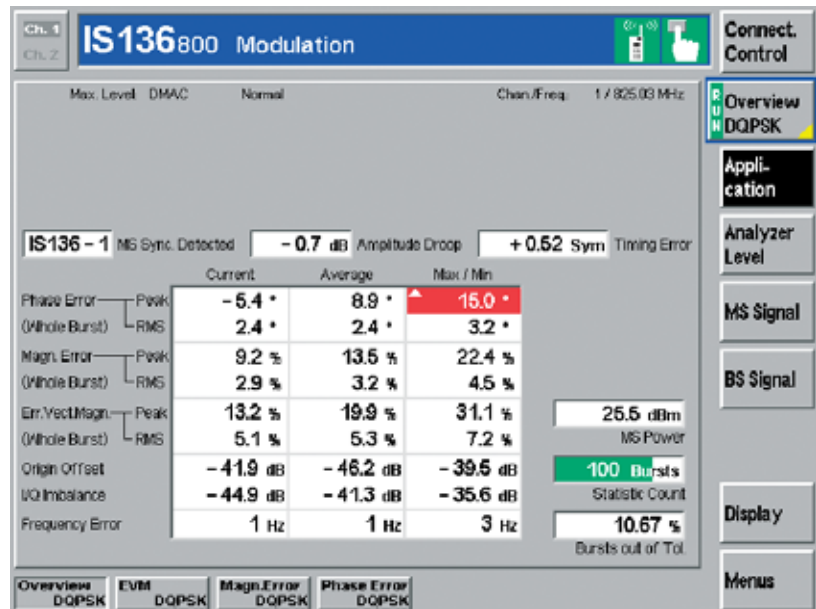 Ch. 1
Ch. 2
IS136800 Modulation
Connect. Control
Max. Level DMAC Normal Chan./Freq. 1 / 825.03 MHz
RUN
Overview DQPSK
Appli-
cation
Analyzer Level
MS Signal
BS Signal
Display
Menus
IS136 – 1 MS Sync. Detected – 0.7 dB Amplitude Droop + 0.52 Sym Timing Error
Current Average Max / Min
Phase Error Peak – 5.4 ° 8.9 ° 15.0 °
(Whole Burst) RMS 2.4 ° 2.4 ° 3.2 °
Magn. Error Peak 9.2 % 13.5 % 22.4 %
(Whole Burst) RMS 2.9 % 3.2 % 4.5 %
Err.Vect.Magn. Peak 13.2 % 19.9 % 31.1 % 25.5 dBm
(Whole Burst) RMS 5.1 % 5.3 % 7.2 % MS Power
Origin Offset – 41.9 dB – 46.2 dB – 39.5 dB 100 Bursts
I/Q Imbalance – 44.9 dB – 41.3 dB – 35.6 dB Statistic Count
Frequency Error 1 Hz 1 Hz 3 Hz 10.67 %
Bursts out of Tol.
Overview DQPSK
EVM DQPSK
Magn.Error DQPSK
Phase Error DQPSK